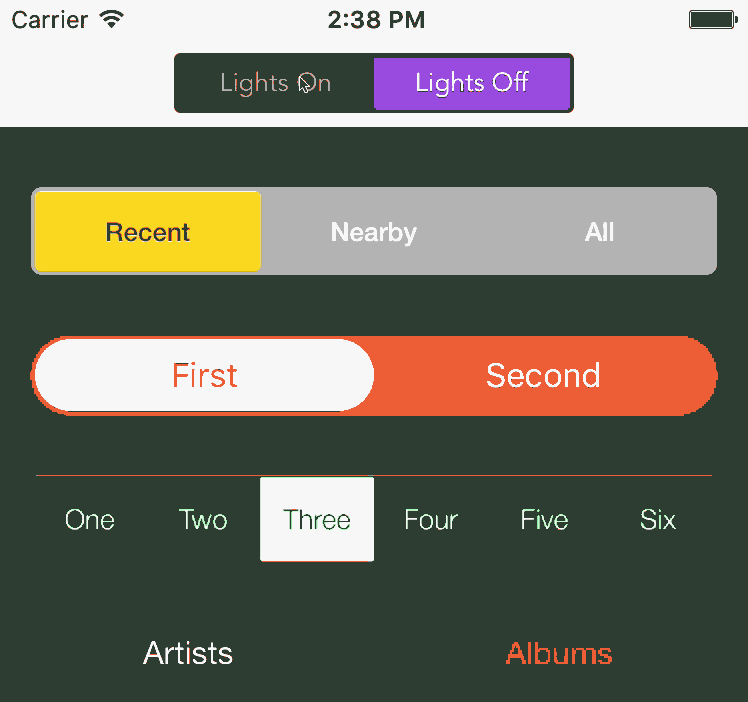 Carrier 2:38 PM
Lights On Lights Off
Recent Nearby All
First Second
One Two Three Four Five Six
Artists Albums